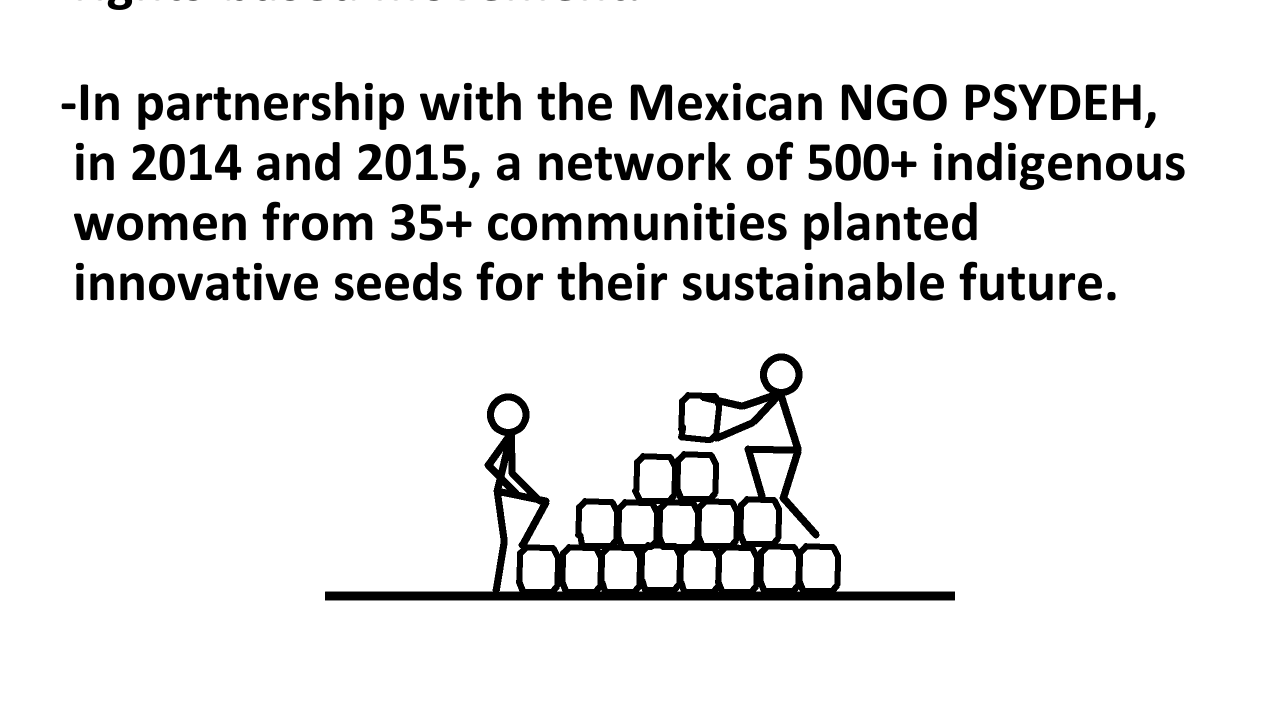 -In partnership with the Mexican NGO PSYDEH,
in 2014 and 2015, a network of 500+ indigenous
women from 35+ communities planted
innovative seeds for their sustainable future.